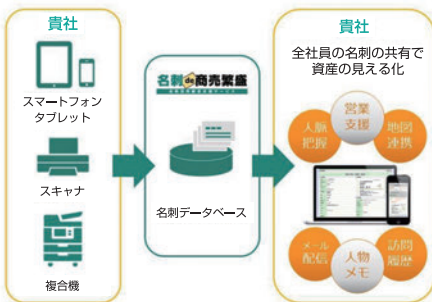 貴社
スマートフォン
タブレット
スキャナ
複合機
名刺de商売繁盛
名刺データベース
貴社
全社員の名刺の共有で
資産の見える化
人脈
把握
営業
支援
地図
連携
メール
配信
人物
メモ
訪問
履歴